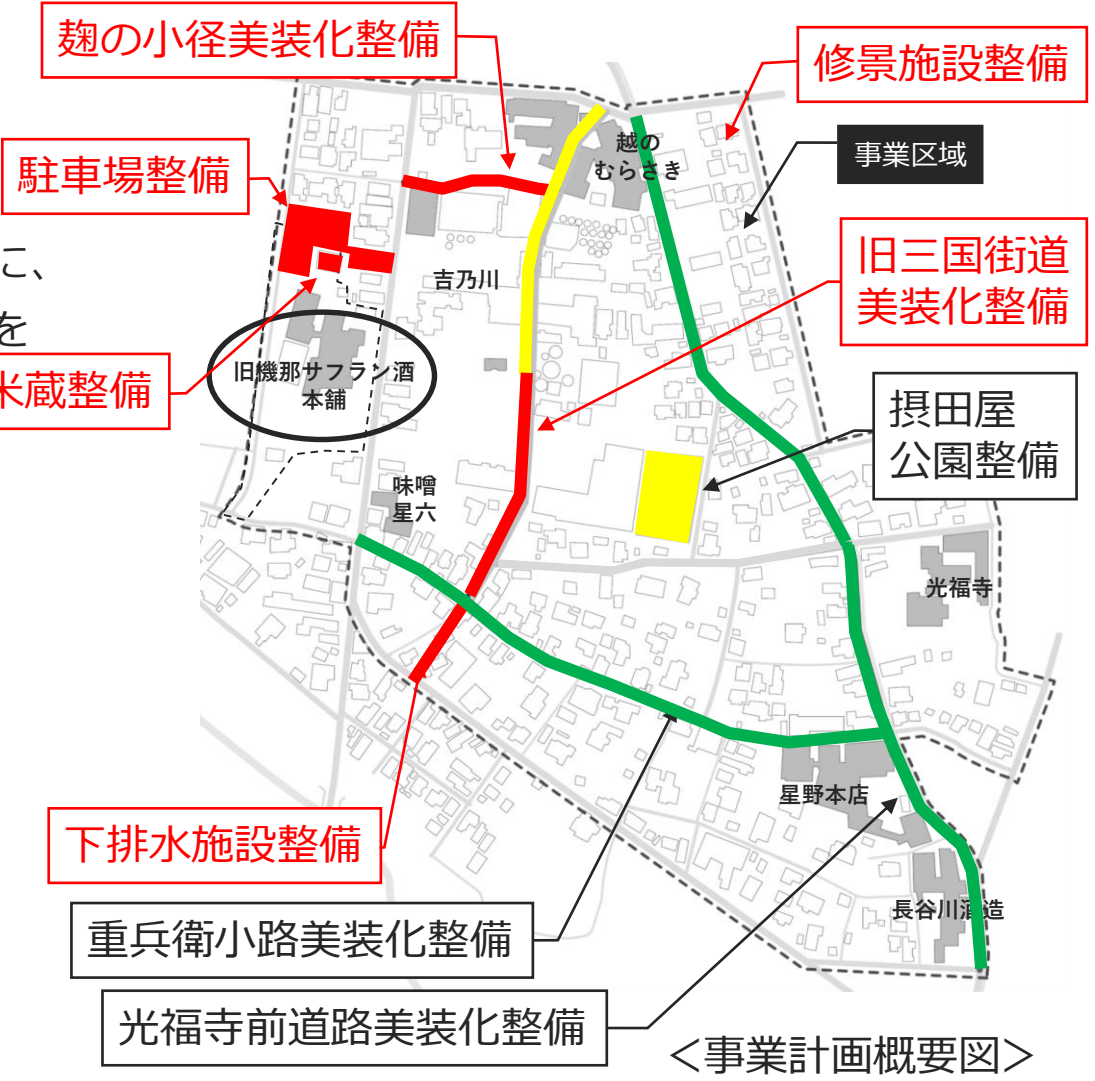 麹の小径美装化整備
修景施設整備
越の
むらさき
事業区域
駐車場整備
旧三国街道
美装化整備
に、
吉乃川
を
米蔵整備
旧機那サフラン酒
本舗
摂田屋
公園整備
味噌
星六
光福寺
星野本店
下排水施設整備
長谷川酒造
重兵衛小路美装化整備
光福寺前道路美装化整備
＜事業計画概要図＞